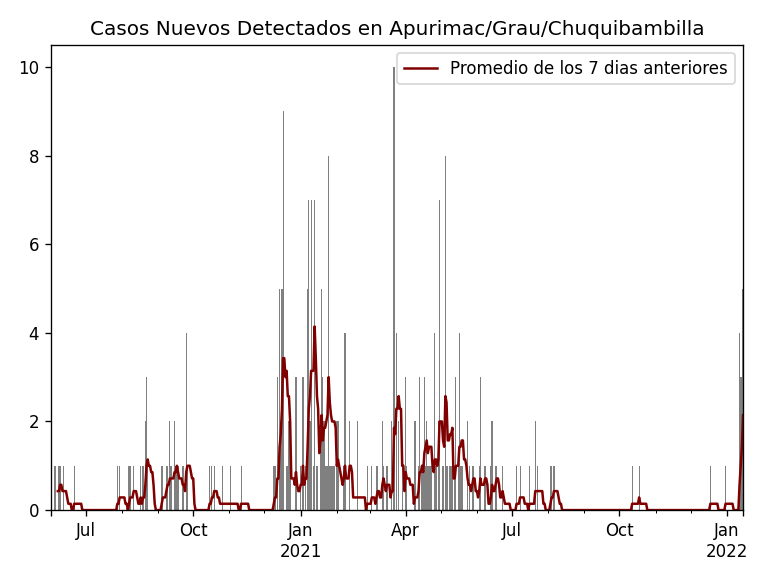 Casos Nuevos Detectados en Apurimac/Grau/Chuquibambilla
Promedio de los 7 dias anteriores
10
8
6
4
2
0
Jul Oct Jan Apr Jul Oct Jan
2021 2022